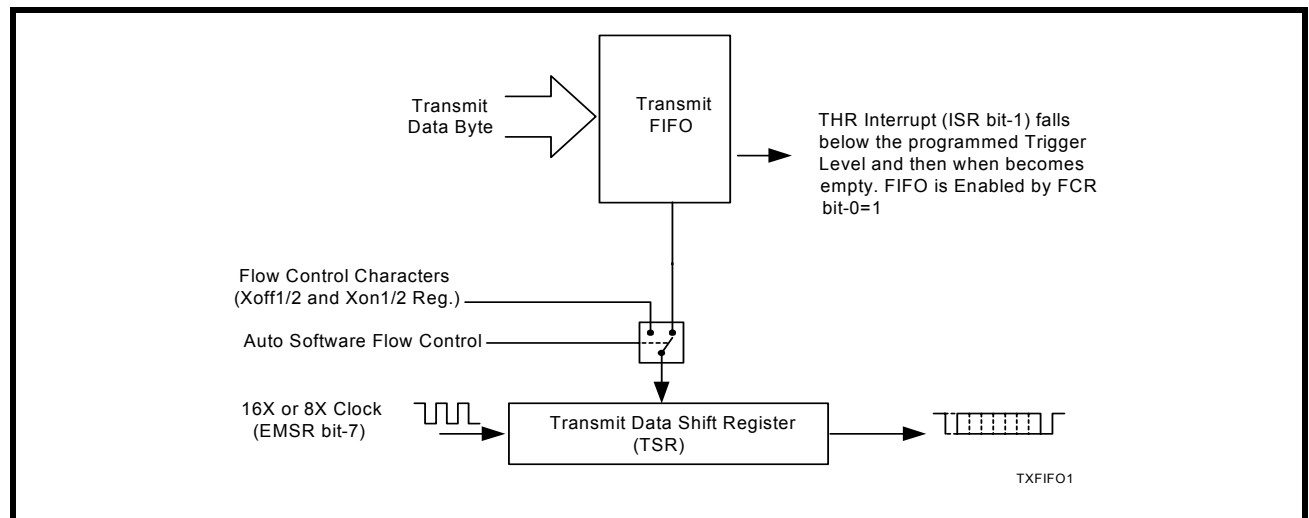 Transmit
Data Byte
Transmit
FIFO
THR Interrupt (ISR bit-1) falls
below the programmed Trigger
Level and then when becomes
empty. FIFO is Enabled by FCR
bit-0=1
Flow Control Characters
(Xoff1/2 and Xon1/2 Reg.)
Auto Software Flow Control
16X or 8X Clock
(EMSR bit-7)
Transmit Data Shift Register
(TSR)
TXFIFO1